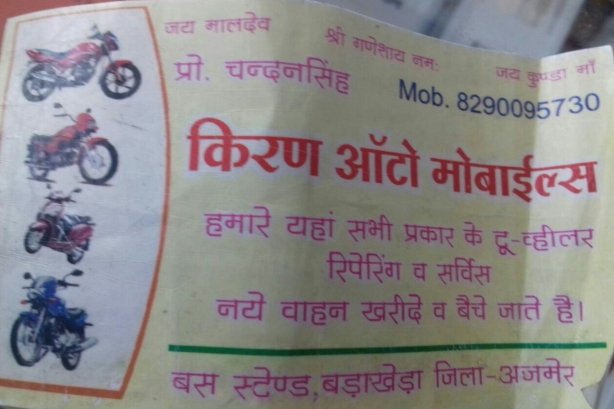 जय मालदेव
श्री गणेशाय नम:
जय कुण्डा माँ
प्रो. चन्दनसिंह
Mob. 8290095730
किरण ऑटो मोबाईल्स
हमारे यहां सभी प्रकार के टू-व्हीलर
रिपेरिंग व सर्विस
नये वाहन खरीदे व बैचे जाते है।
बस स्टेण्ड,बड़ाखेड़ा जिला-अजमेर